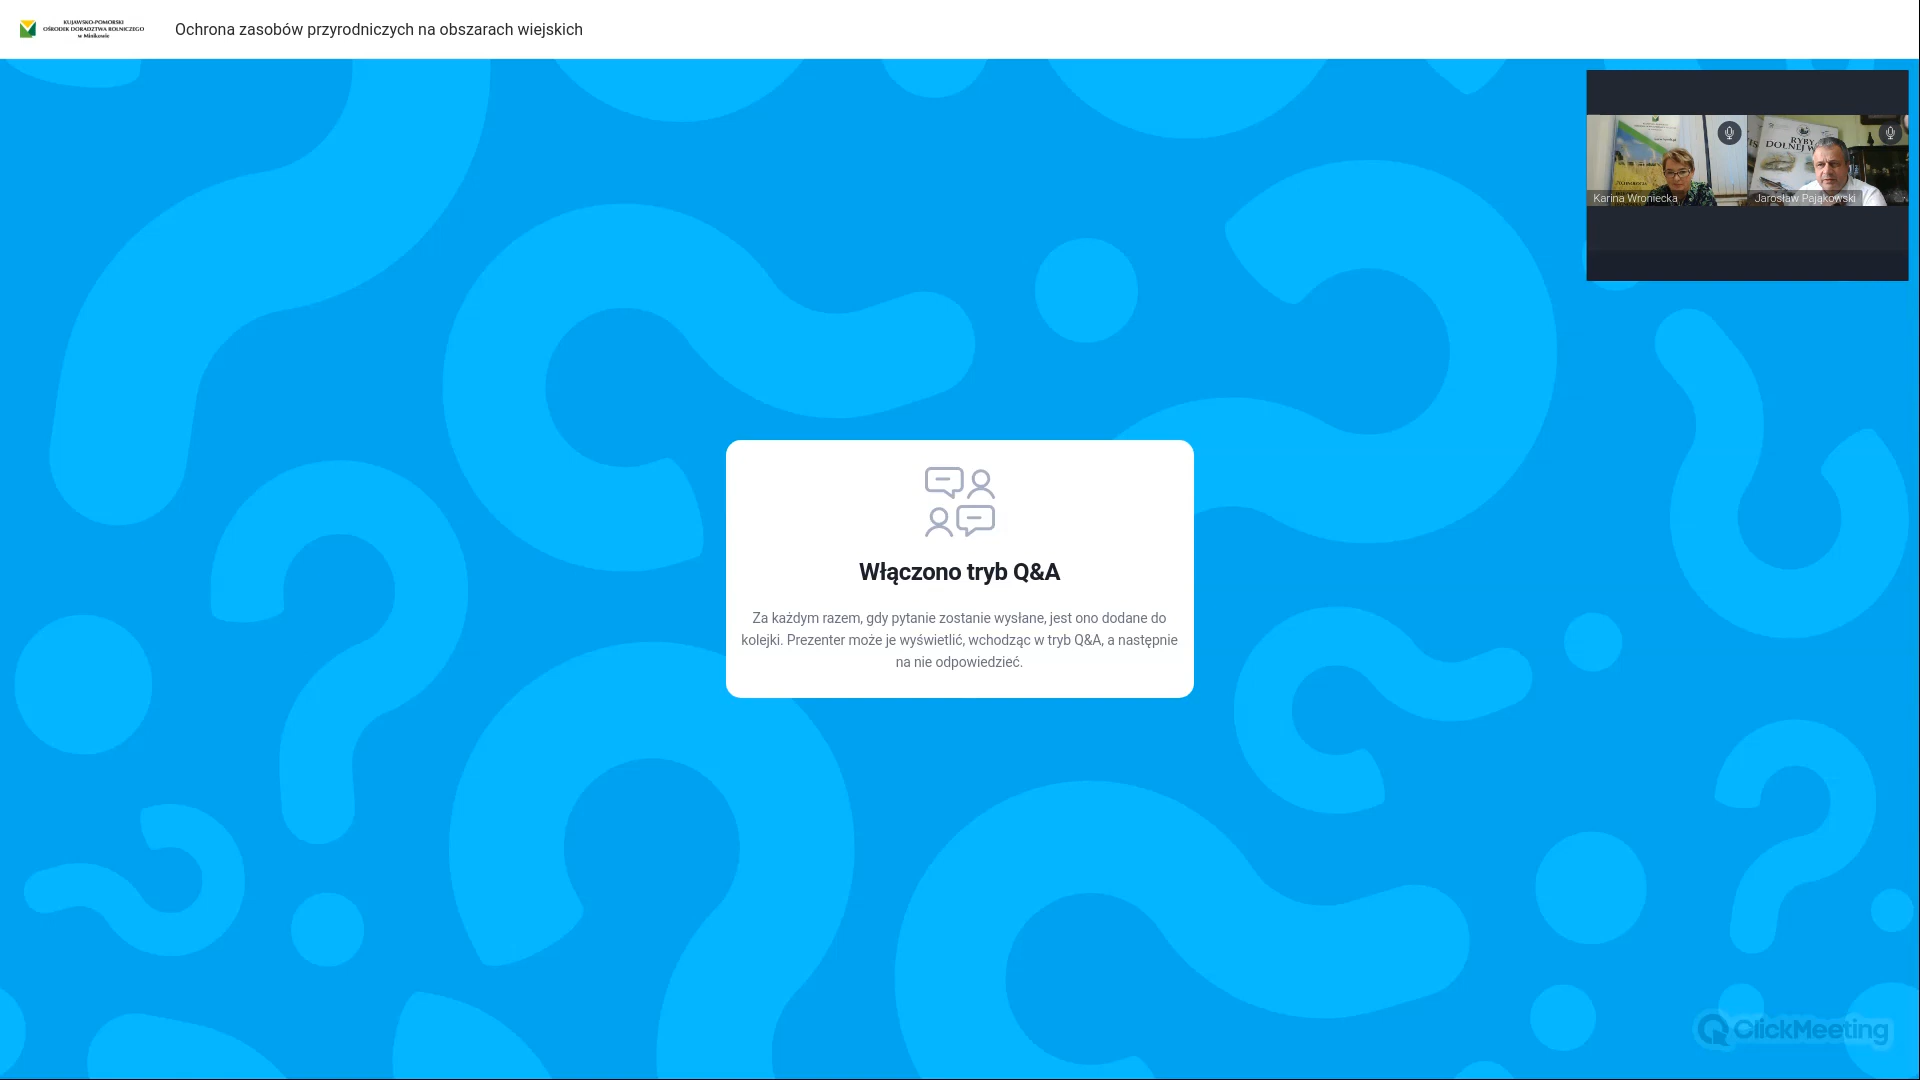 KUJAWSKO-POMORSKI
OŚRODEK DORADZTWA ROLNICZEGO
w Minikowie
Ochrona zasobów przyrodniczych na obszarach wiejskich
RYBY
DOLNEJ W
Karina Wroniecka
Jarosław Pająkowski
Włączono tryb Q&A
Za każdym razem, gdy pytanie zostanie wysłane, jest ono dodane do
kolejki. Prezenter może je wyświetlić, wchodząc w tryb Q&A, a następnie
na nie odpowiedzieć.
ClickMeeting